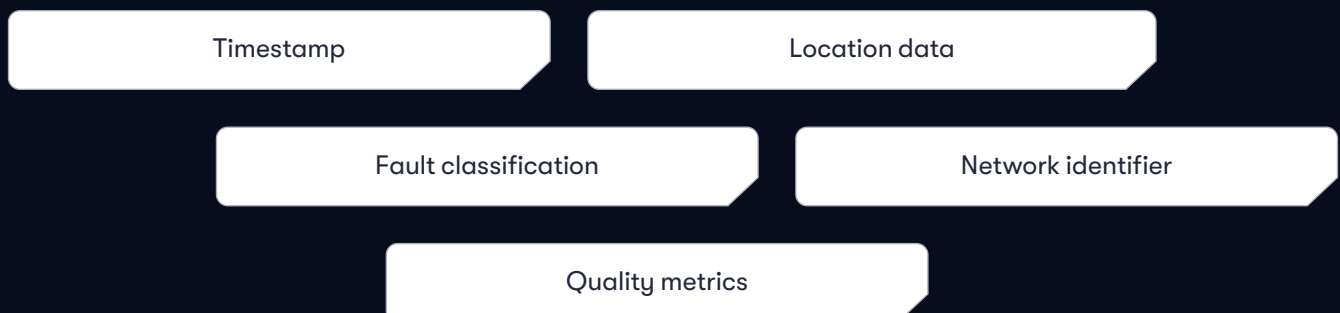 Timestamp
Location data
Fault classification
Network identifier
Quality metrics